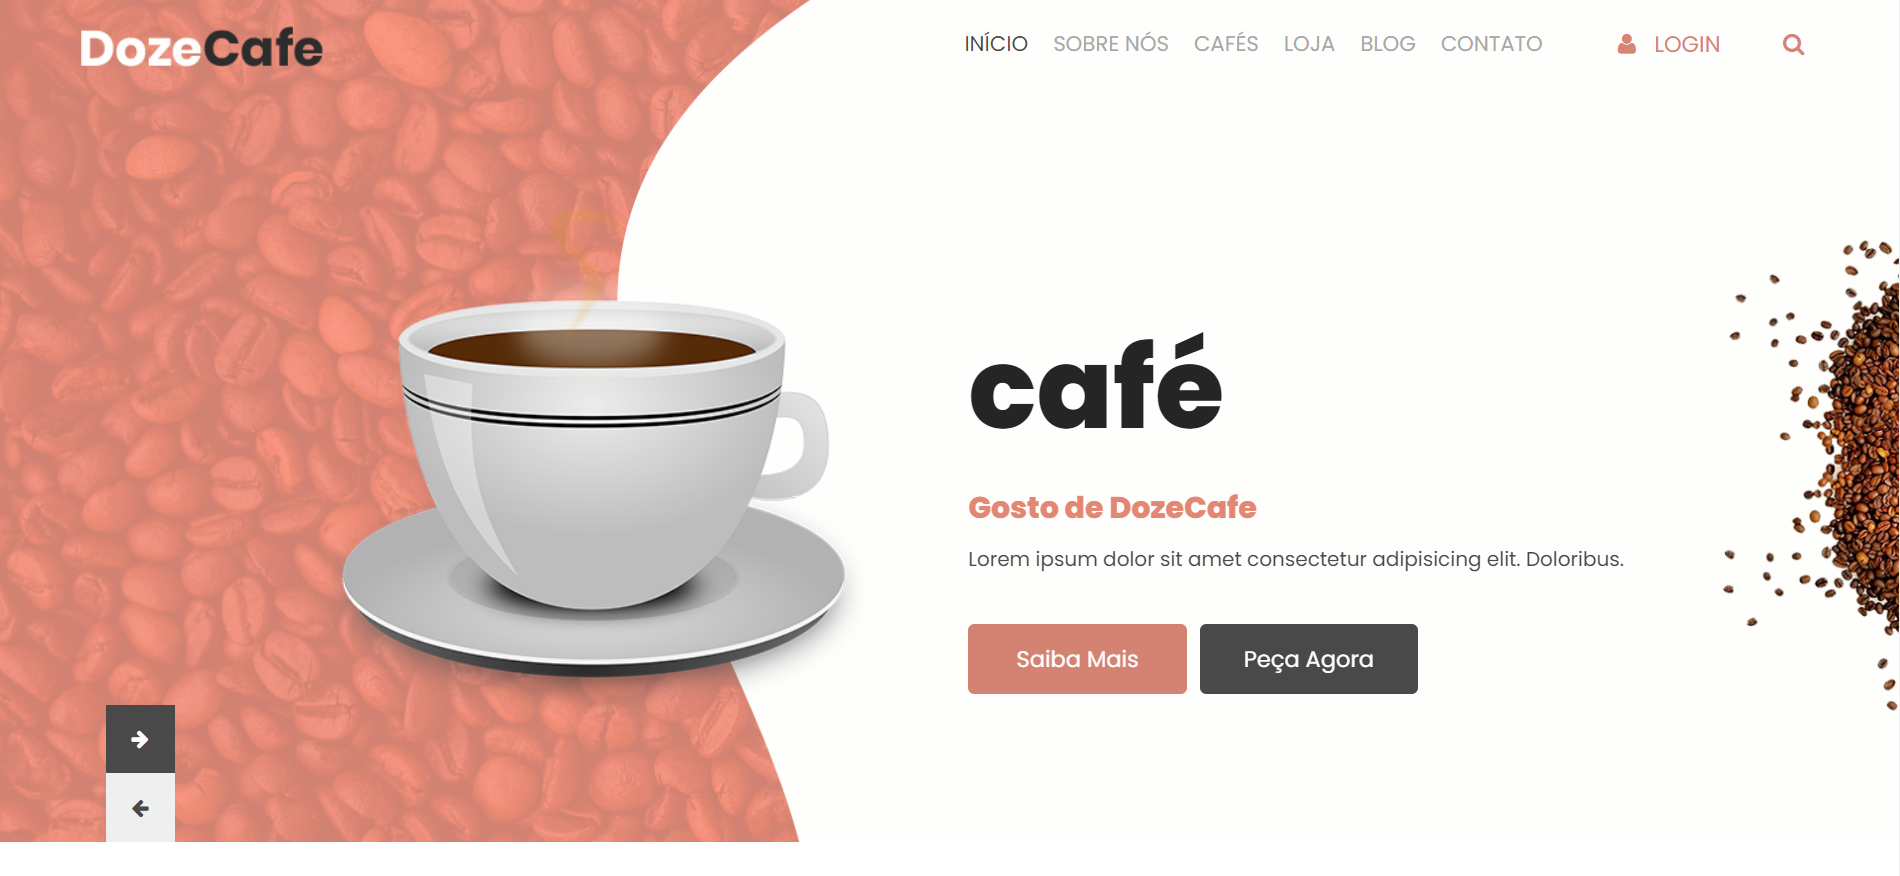 DozeCafe
INÍCIO SOBRE NÓS CAFÉS LOJA BLOG CONTATO LOGIN
café
Gosto de DozeCafe
Lorem ipsum dolor sit amet consectetur adipisicing elit. Doloribus.
Saiba Mais Peça Agora